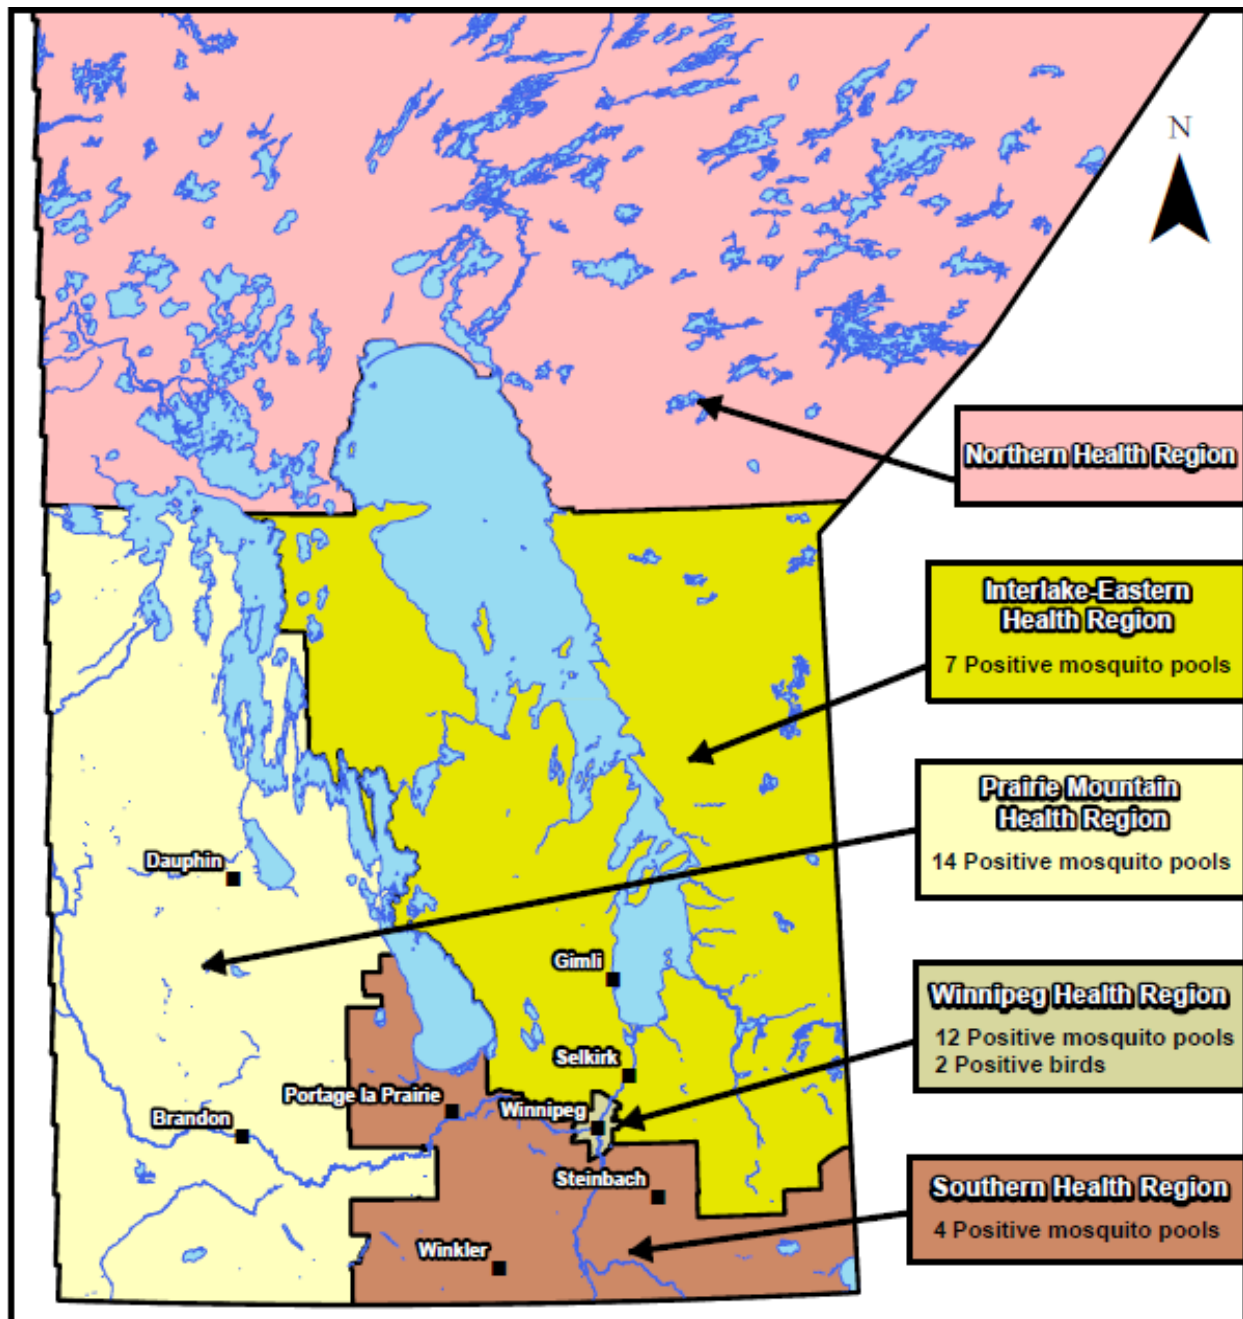 N
Northern Health Region
Interlake-Eastern
Health Region
7 Positive mosquito pools
Prairie Mountain
Health Region
14 Positive mosquito pools
Dauphin
Gimli
Winnipeg Health Region
12 Positive mosquito pools
2 Positive birds
Selkirk
Portage la Prairie
Winnipeg
Brandon
Steinbach
Southern Health Region
4 Positive mosquito pools
Winkler